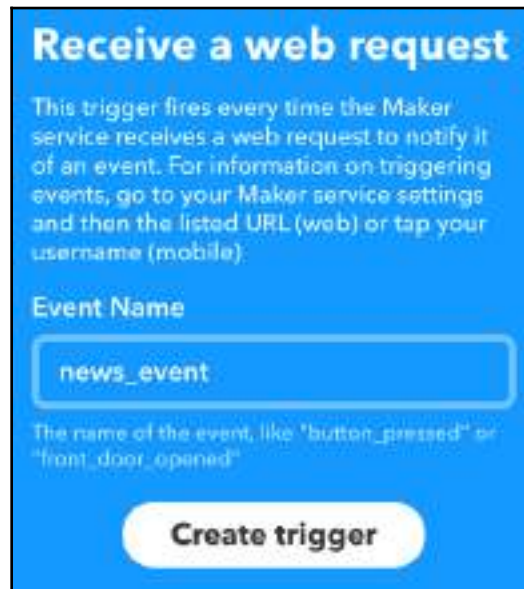 Receive a web request
This trigger fires every time the Maker
service receives a web request to notify it
of an event. For information on triggering
events, go to your Maker service settings
and then the listed URL (web) or tap your
username (mobile)
Event Name
news_event
The name of the event, like "button_pressed" or
"front_door_opened"
Create trigger